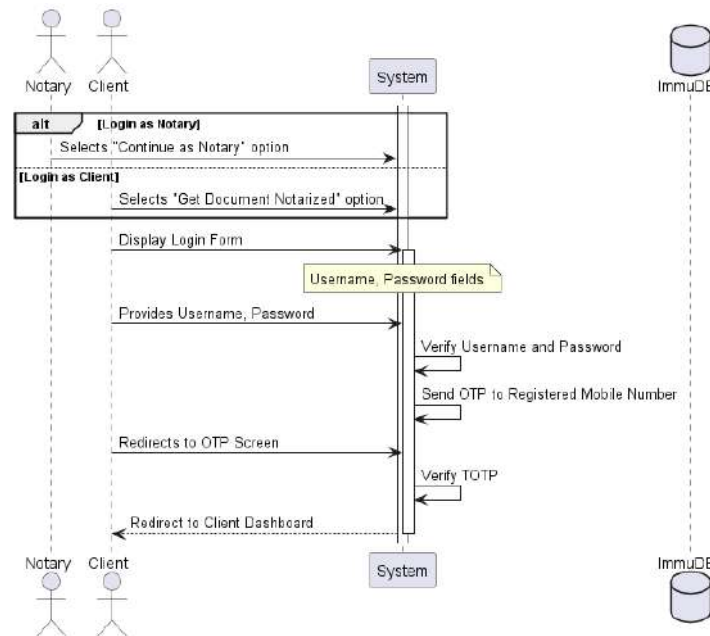 Notary
Client
System
ImmuDB
alt [Login as Notary]
Selects "Continue as Notary" option
[Login as Client]
Selects "Get Document Notarized" option
Display Login Form
Username, Password fields
Provides Username, Password
Verify Username and Password
Send OTP to Registered Mobile Number
Redirects to OTP Screen
Verify TOTP
Redirect to Client Dashboard
Notary
Client
System
ImmuDB